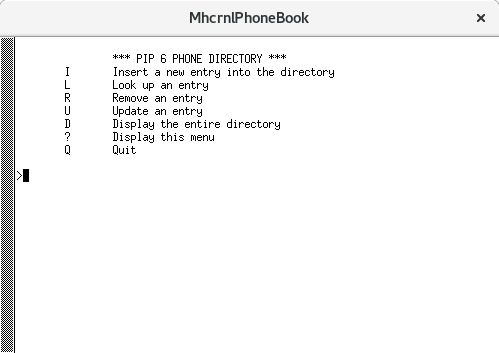 MhcrnlPhoneBook
*** PIP 6 PHONE DIRECTORY ***
I Insert a new entry into the directory
L Look up an entry
R Remove an entry
U Update an entry
D Display the entire directory
? Display this menu
Q Quit
>